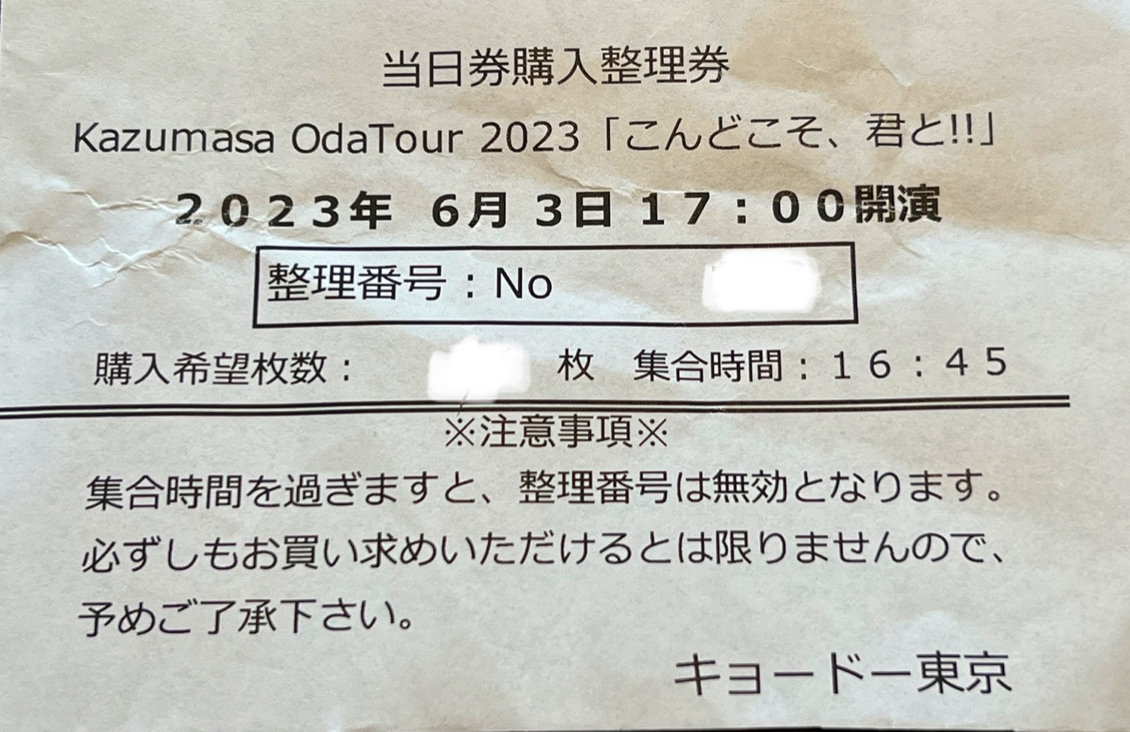 当日券購入整理券
Kazumasa OdaTour 2023「こんどこそ、君と!!」
２０２３年 ６月 ３日 １７：００開演
整理番号：No
購入希望枚数： 枚 集合時間：１６：４５
※注意事項※
集合時間を過ぎますと、整理番号は無効となります。
必ずしもお買い求めいただけるとは限りませんので、
予めご了承下さい。
キョードー東京